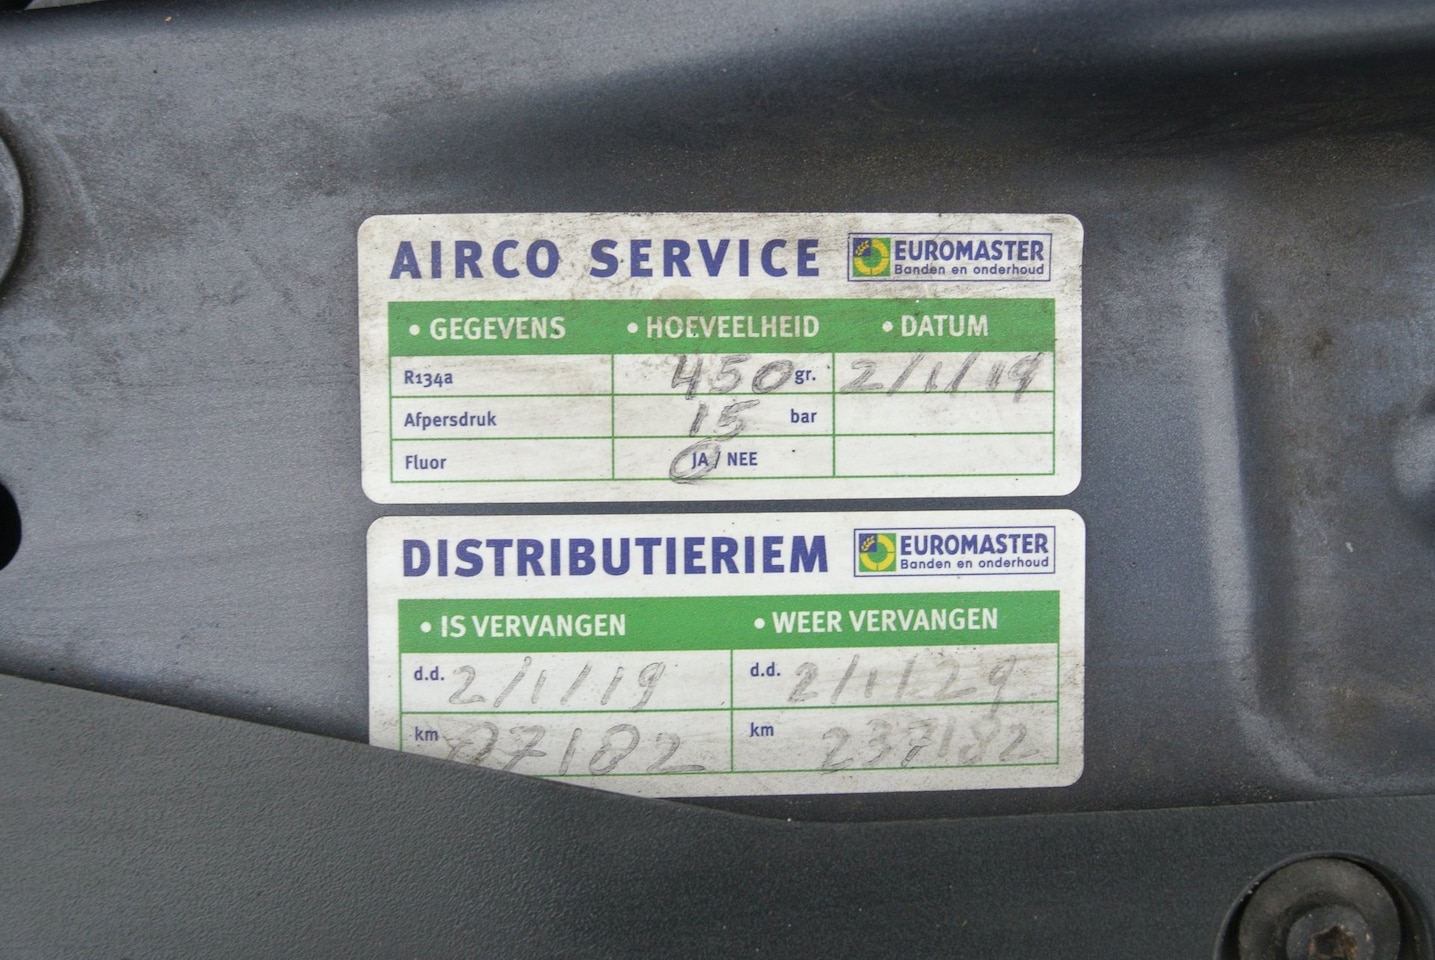 AIRCO SERVICE EUROMASTER
Banden en onderhoud
• GEGEVENS • HOEVEELHEID • DATUM
R134a 450 gr. 2/1/19
Afpersdruk 15 bar
Fluor JA / NEE
DISTRIBUTIERIEM EUROMASTER
Banden en onderhoud
• IS VERVANGEN • WEER VERVANGEN
d.d. 2/1/19 d.d. 2/1/29
km 87182 km 237182